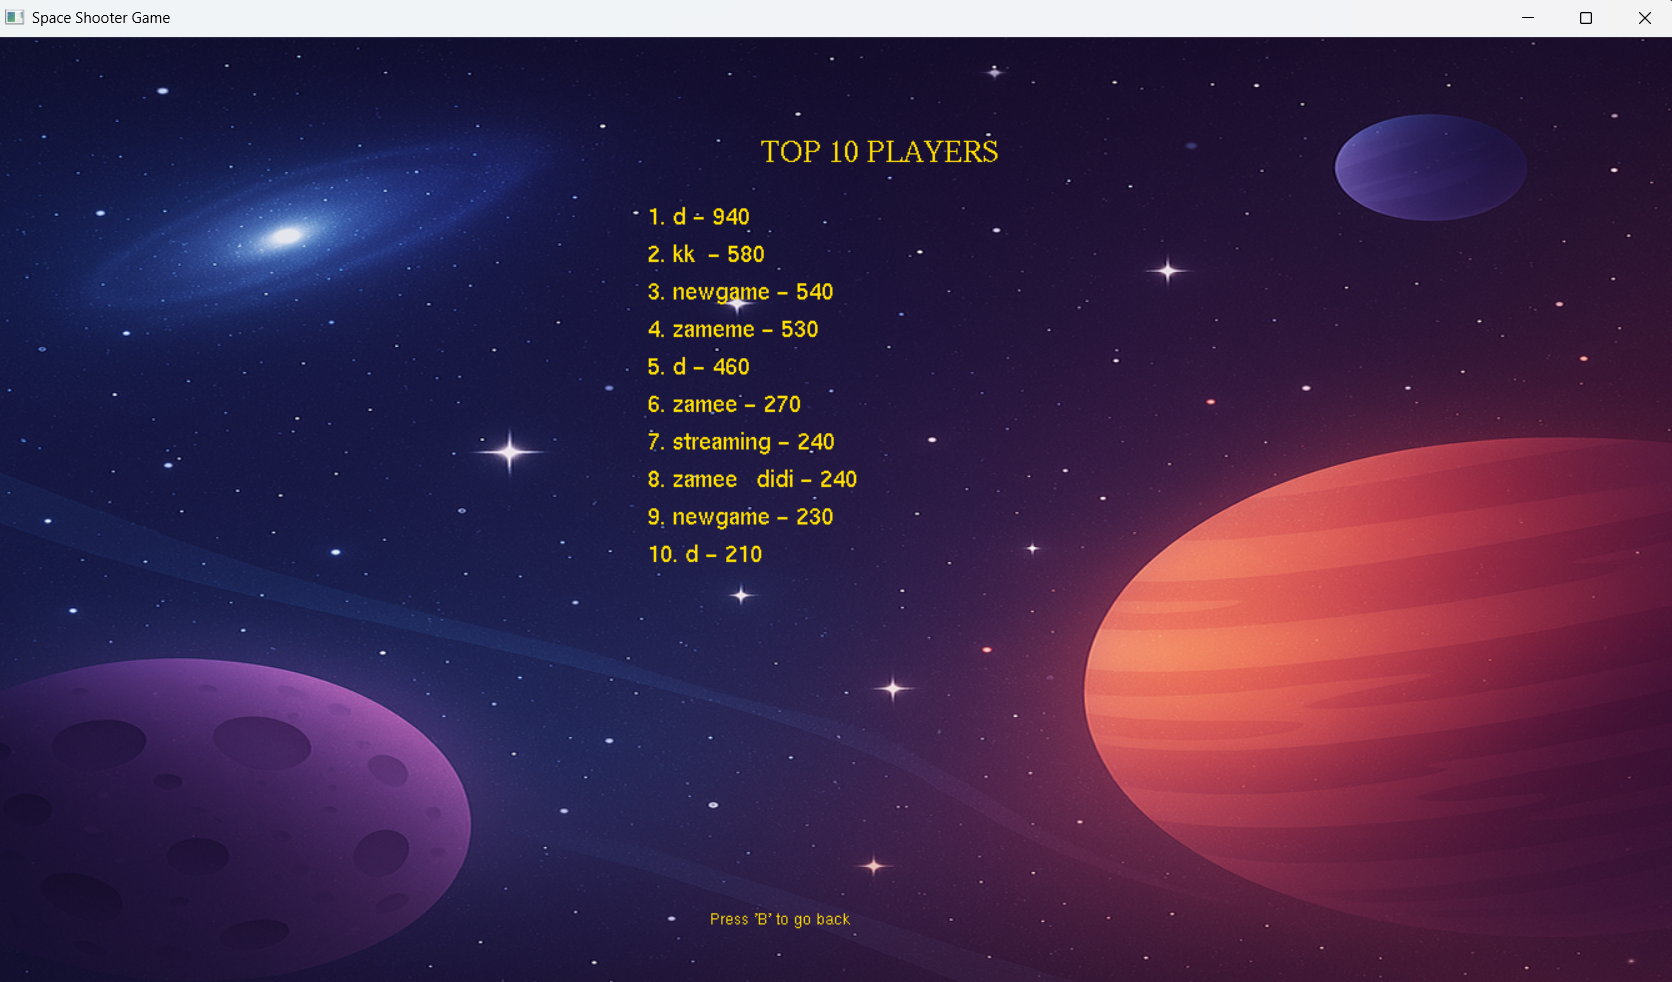 Space Shooter Game
TOP 10 PLAYERS
1. d - 940
2. kk  - 580
3. newgame - 540
4. zameme - 530
5. d - 460
6. zamee - 270
7. streaming - 240
8. zamee   didi - 240
9. newgame - 230
10. d - 210
Press 'B' to go back